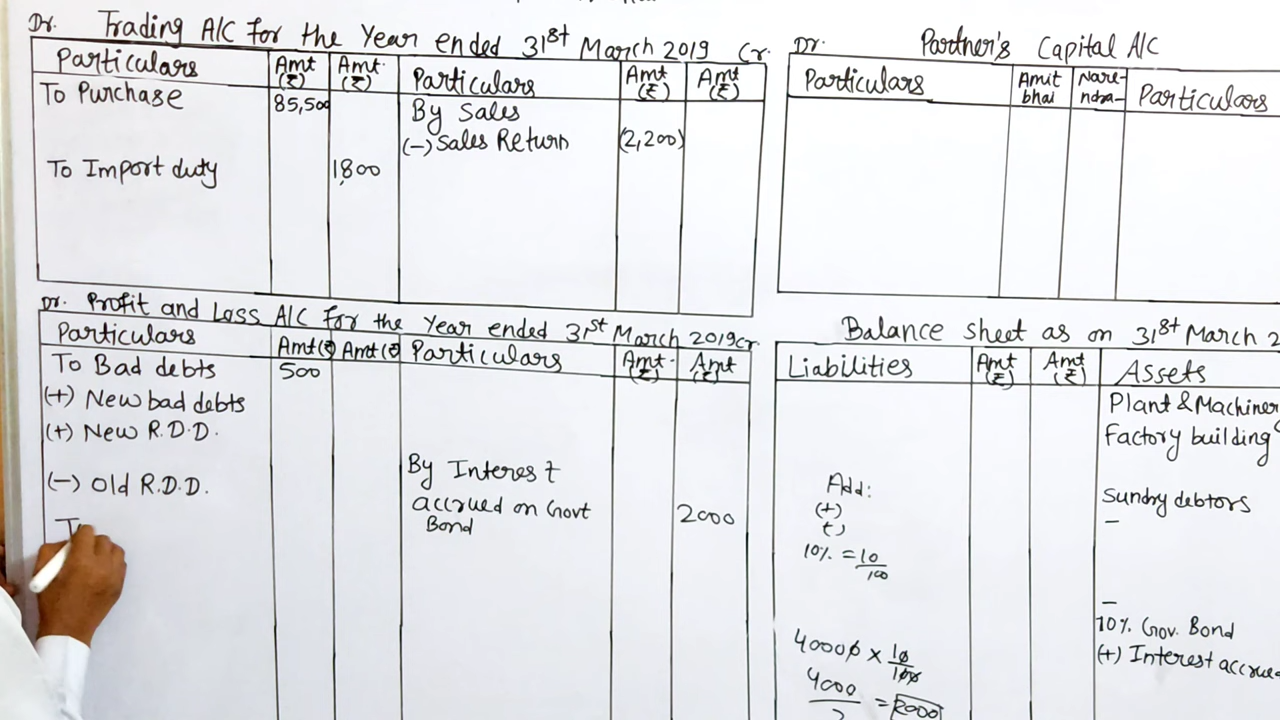 Dr. Trading A/C for the Year ended 31st March 2019 Cr.
Particulars Amt (₹) Amt. (₹) Particulars Amt (₹) Amt (₹)
To Purchase 85,500 By Sales
(-) Sales Return (2,200)
To Import duty 1,800
Dr. Partner's Capital A/C
Particulars Amit bhai Nare- ndra- Particulars
Dr. Profit and Loss A/C for the Year ended 31st March 2019 Cr.
Particulars Amt(₹) Amt(₹) Particulars Amt. (₹) Amt (₹)
To Bad debts 500
(+) New bad debts
(+) New R.D.D.
(-) Old R.D.D.
T
By Interest
accrued on Govt 2000
Bond
Balance sheet as on 31st March 2
Liabilities Amt (₹) Amt (₹) Assets
Plant & Machiner
Factory building
Sundry debtors
–
–
10% Gov. Bond
(+) Interest accrue
Add:
(+)
(-)
10% = 10/100
40000 × 10/100
4000/2 = 2000